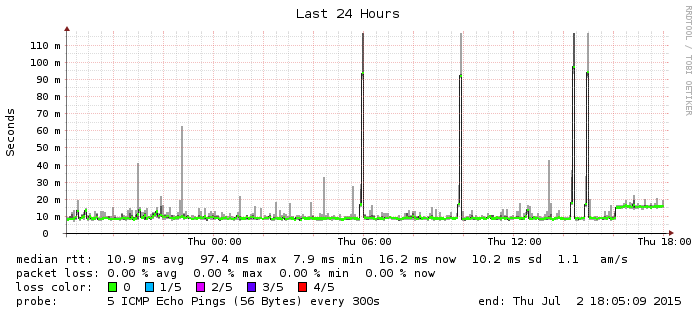 Last 24 Hours
RRDTOOL / TOBI OETIKER
Seconds
110 m
100 m
90 m
80 m
70 m
60 m
50 m
40 m
30 m
20 m
10 m
0
Thu 00:00 Thu 06:00 Thu 12:00 Thu 18:00
median rtt: 10.9 ms avg 97.4 ms max 7.9 ms min 16.2 ms now 10.2 ms sd 1.1 am/s
packet loss: 0.00 % avg 0.00 % max 0.00 % min 0.00 % now
loss color: 0 1/5 2/5 3/5 4/5
probe: 5 ICMP Echo Pings (56 Bytes) every 300s end: Thu Jul 2 18:05:09 2015